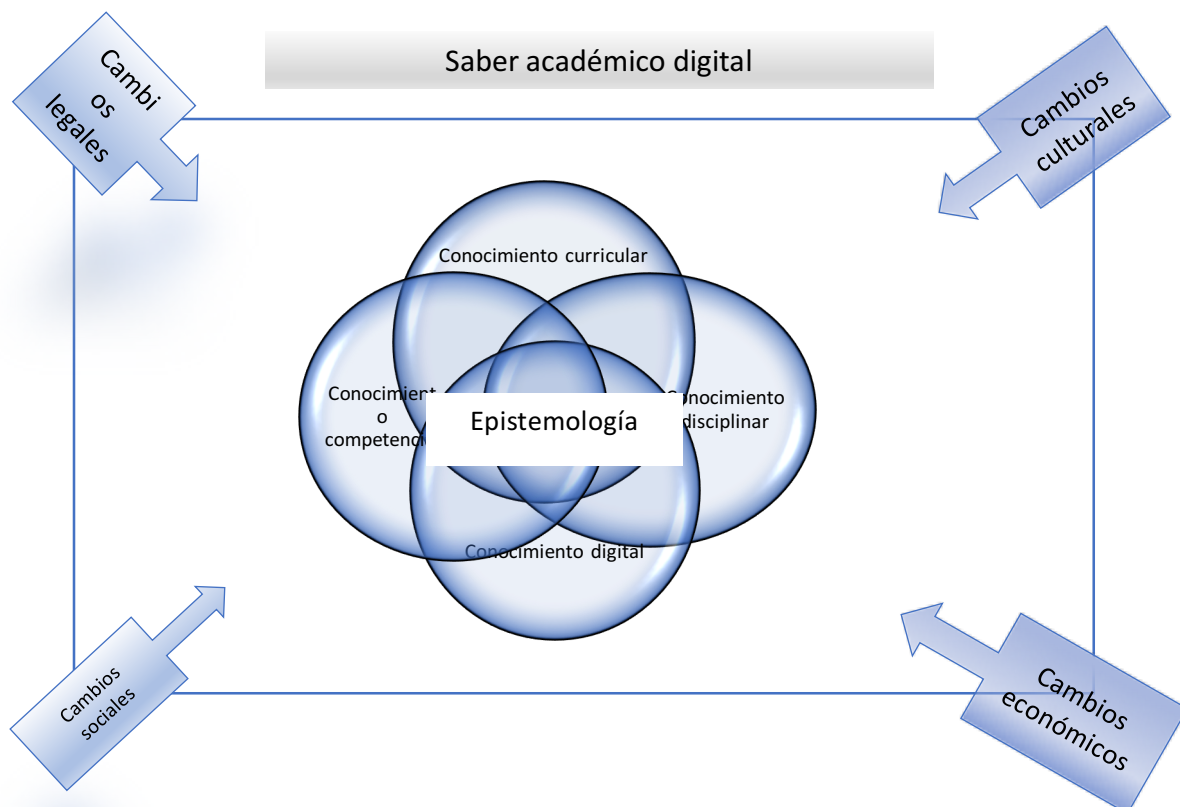 Saber académico digital
Cambi
os
legales
Cambios
culturales
Conocimiento curricular
Conocimient
o
competenci
Epistemología
onocimiento
disciplinar
Conocimiento digital
Cambios
sociales
Cambios
económicos